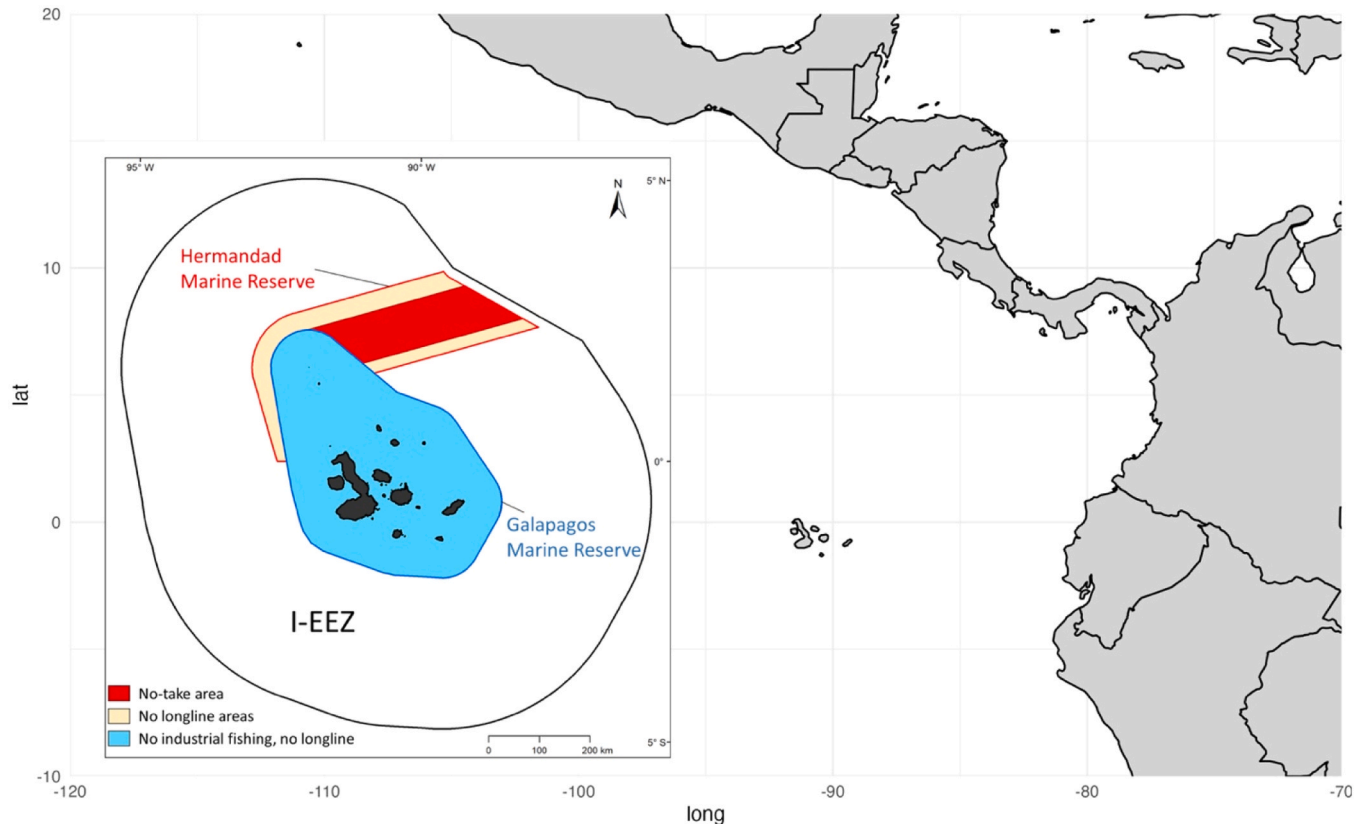 20
10
0
-10
lat
-120
-110
-100
-90
-80
-70
long
95° W
90° W
N
5° N
0°
5° S
Hermandad
Marine Reserve
Galapagos
Marine Reserve
I-EEZ
No-take area
No longline areas
No industrial fishing, no longline
0 100 200 km